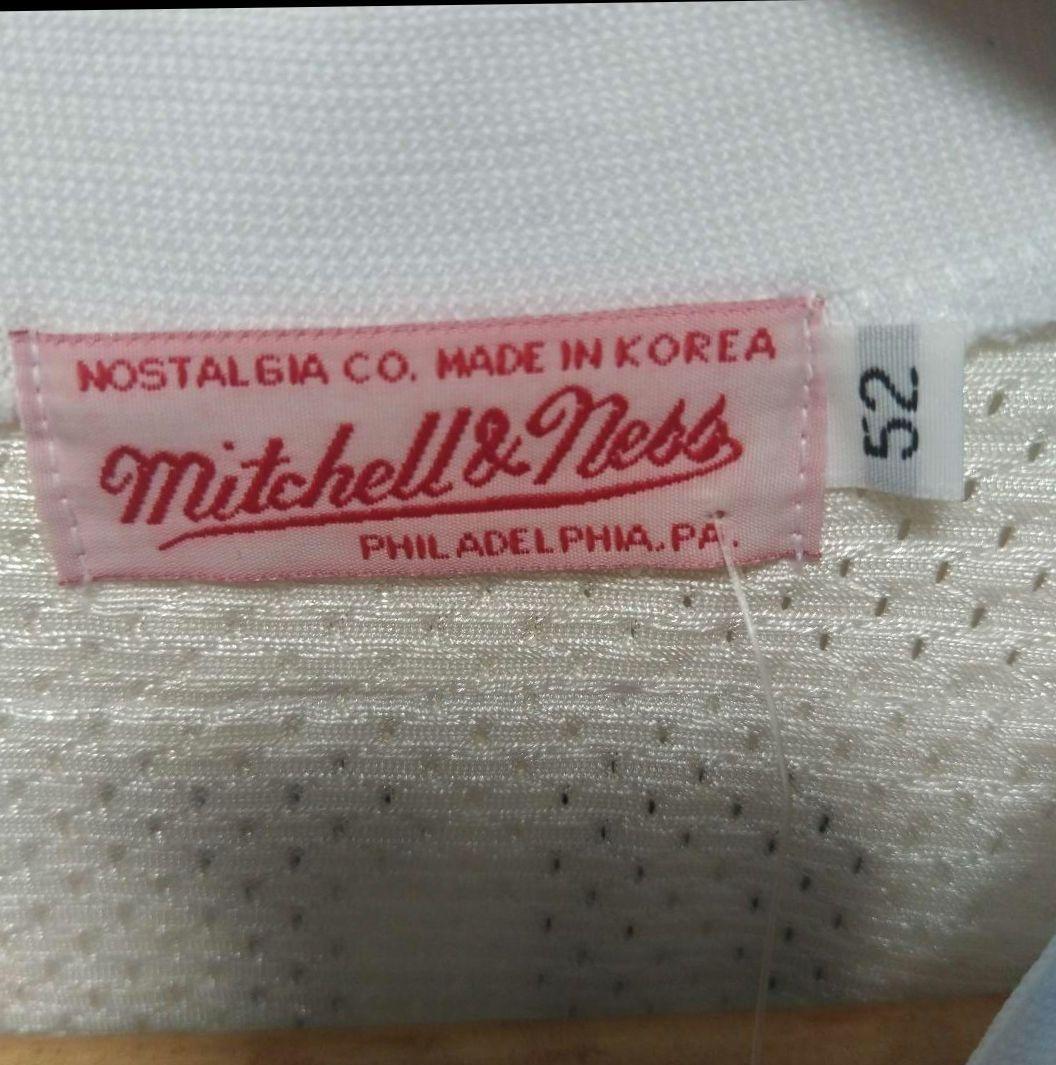 NOSTALGIA CO. MADE IN KOREA
Mitchell & Ness
PHILADELPHIA, PA.
52